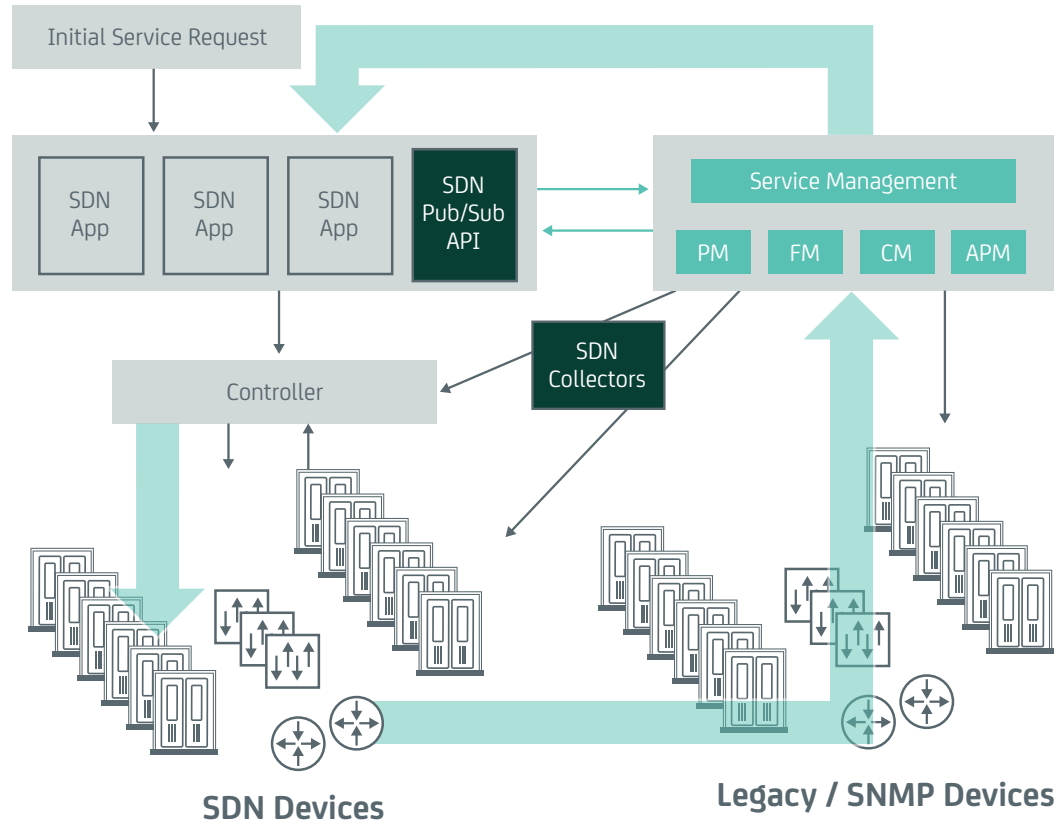 Initial Service Request
SDN
App
SDN
App
SDN
App
SDN
Pub/Sub
API
Service Management
PM
FM
CM
APM
SDN
Collectors
Controller
SDN Devices
Legacy / SNMP Devices